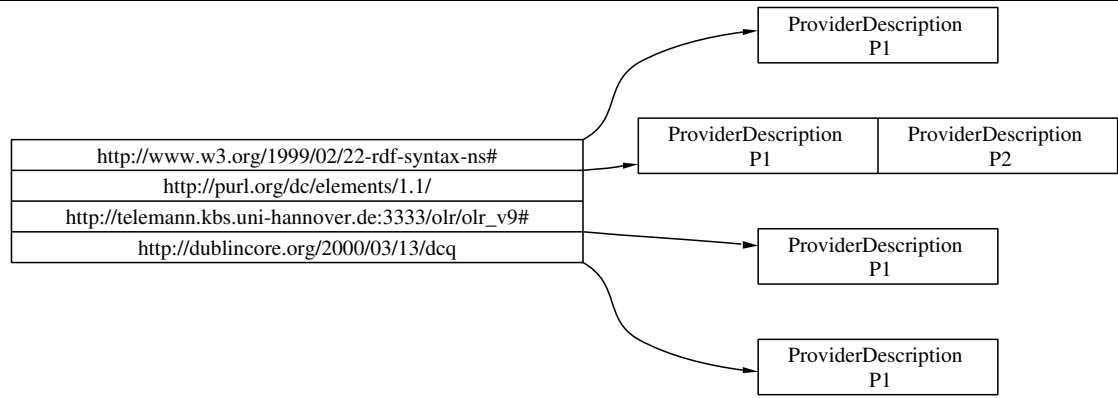 http://www.w3.org/1999/02/22-rdf-syntax-ns#
http://purl.org/dc/elements/1.1/
http://telemann.kbs.uni-hannover.de:3333/olr/olr_v9#
http://dublincore.org/2000/03/13/dcq
ProviderDescription
P1
ProviderDescription
P1
ProviderDescription
P2
ProviderDescription
P1
ProviderDescription
P1